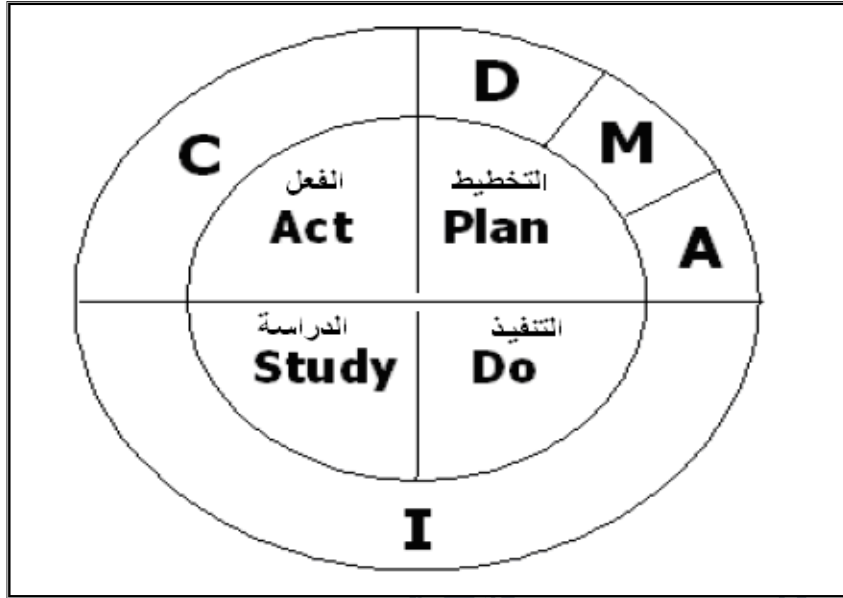 D
M
C
A
الفعل
Act
التخطيط
Plan
الدراسة
Study
التنفيذ
Do
I